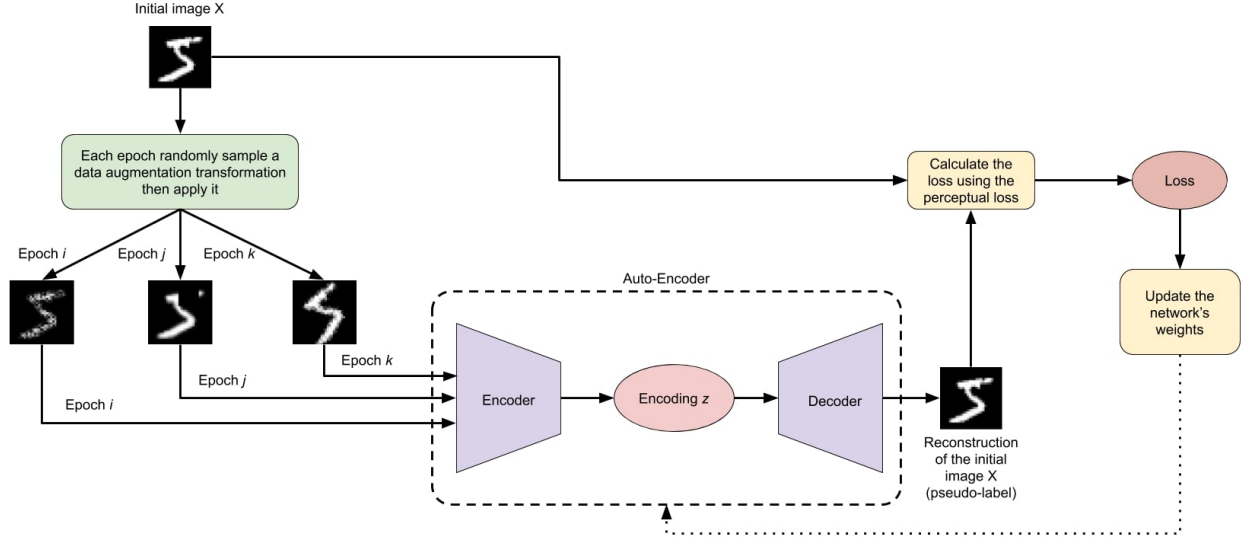 Initial image X
Each epoch randomly sample a
data augmentation transformation
then apply it
Epoch i
Epoch j
Epoch k
Epoch k
Epoch j
Epoch i
Auto-Encoder
Encoder
Encoding z
Decoder
Reconstruction
of the initial
image X
(pseudo-label)
Calculate the
loss using the
perceptual loss
Loss
Update the
network's
weights